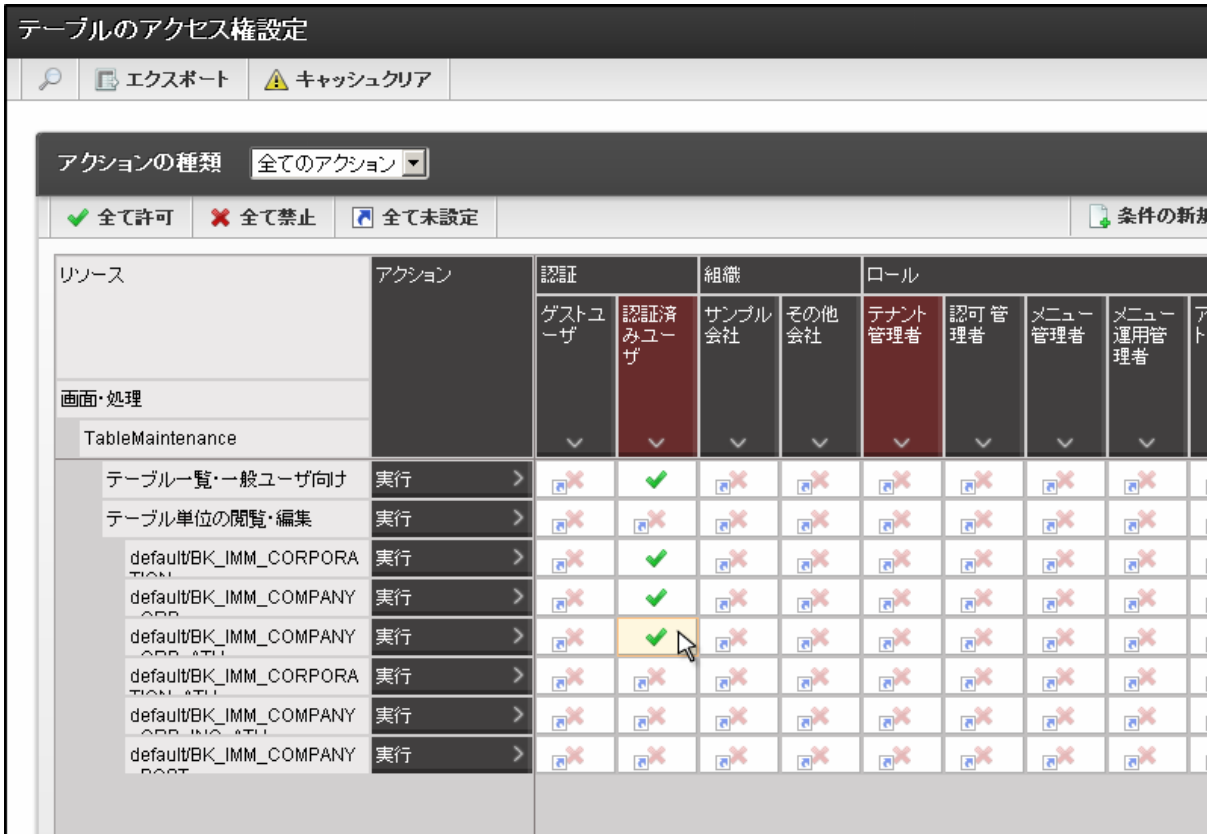 テーブルのアクセス権設定
エクスポート
キャッシュクリア
アクションの種類
全てのアクション
全て許可
全て禁止
全て未設定
条件の新規
リソース
アクション
認証
組織
ロール
ゲストユ
ーザ
認証済
みユー
ザ
サンプル
会社
その他
会社
テナント
管理者
認可管
理者
メニュー
管理者
メニュー
運用管
理者
画面・処理
TableMaintenance
テーブル一覧・一般ユーザ向け 実行
テーブル単位の閲覧・編集 実行
default/BK_IMM_CORPORA 実行
default/BK_IMM_COMPANY 実行
default/BK_IMM_COMPANY 実行
default/BK_IMM_CORPORA 実行
default/BK_IMM_COMPANY 実行
default/BK_IMM_COMPANY 実行